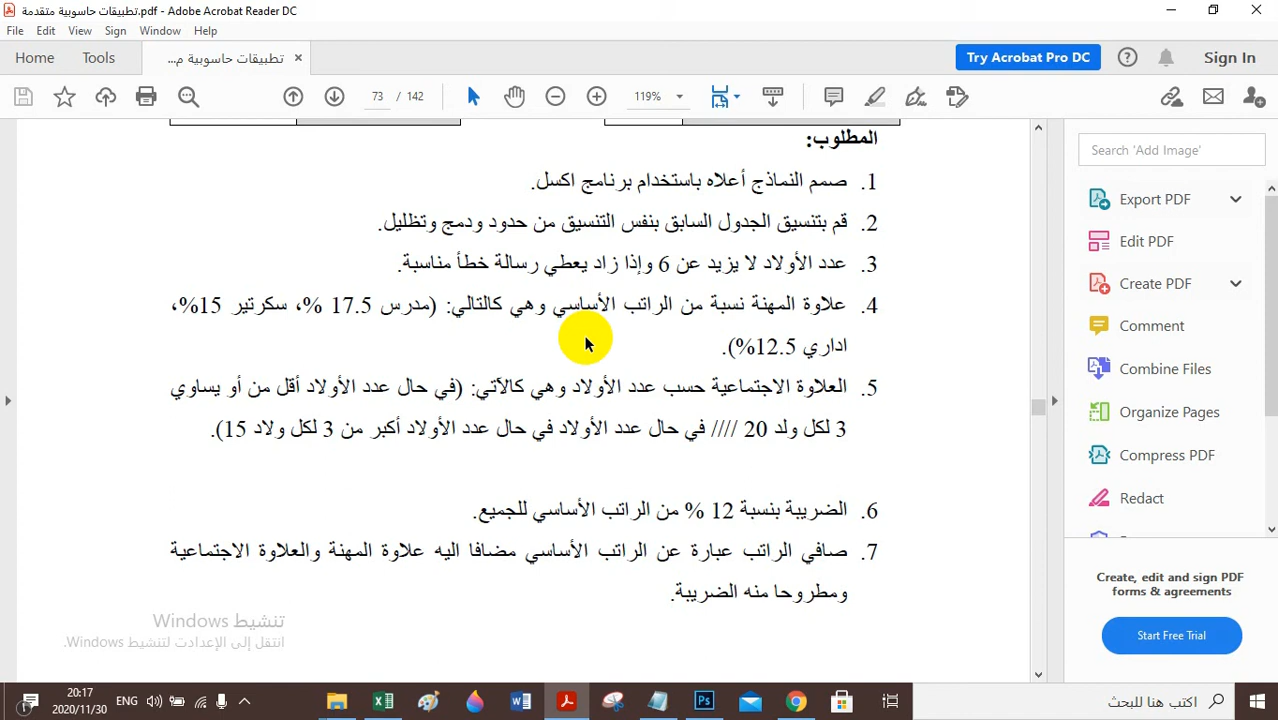 تطبيقات حاسوبية متقدمة.pdf - Adobe Acrobat Reader DC
File Edit View Sign Window Help
Home Tools تطبيقات حاسوبية م... × Try Acrobat Pro DC Sign In
73 / 142 119%
Search 'Add Image'
المطلوب:
1. صمم النماذج أعلاه باستخدام برنامج اكسل.
2. قم بتنسيق الجدول السابق بنفس التنسيق من حدود ودمج وتظليل.
3. عدد الأولاد لا يزيد عن 6 وإذا زاد يعطي رسالة خطأ مناسبة.
4. علاوة المهنة نسبة من الراتب الأساسي وهي كالتالي: (مدرس 17.5 %، سكرتير 15%،
اداري 12.5%).
5. العلاوة الاجتماعية حسب عدد الأولاد وهي كالآتي: (في حال عدد الأولاد أقل من أو يساوي
3 لكل ولد 20 //// في حال عدد الأولاد في حال عدد الأولاد أكبر من 3 لكل ولاد 15).
6. الضريبة بنسبة 12 % من الراتب الأساسي للجميع.
7. صافي الراتب عبارة عن الراتب الأساسي مضافا اليه علاوة المهنة والعلاوة الاجتماعية
ومطروحا منه الضريبة.
Export PDF
Edit PDF
Create PDF
Comment
Combine Files
Organize Pages
Compress PDF
Redact
Create, edit and sign PDF
forms & agreements
Start Free Trial
تنشيط Windows
انتقل إلى الإعدادت لتنشيط Windows.
20:17
2020/11/30
ENG
اكتب هنا للبحث